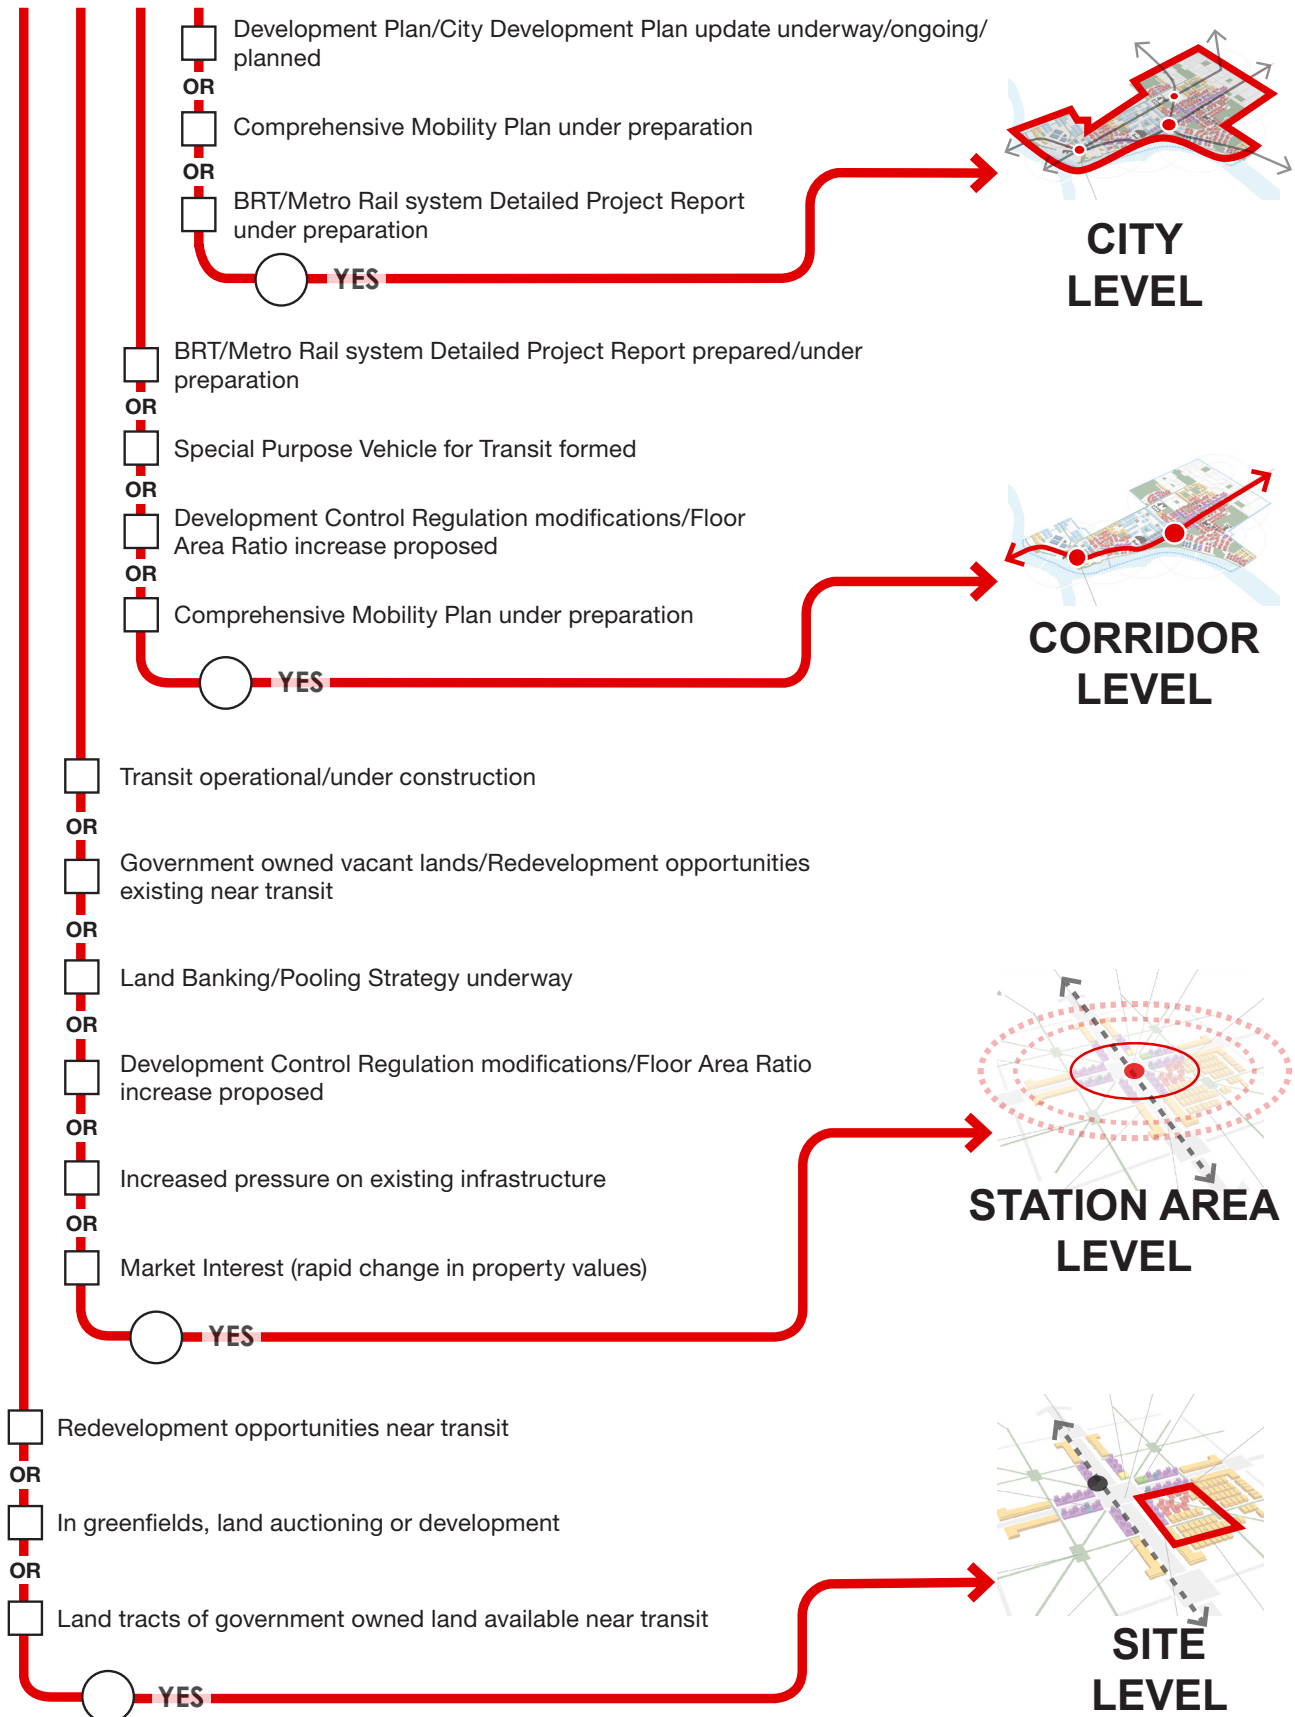 Development Plan/City Development Plan update underway/ongoing/
planned
OR
Comprehensive Mobility Plan under preparation
OR
BRT/Metro Rail system Detailed Project Report
under preparation
YES
CITY
LEVEL
BRT/Metro Rail system Detailed Project Report prepared/under
preparation
OR
Special Purpose Vehicle for Transit formed
OR
Development Control Regulation modifications/Floor
Area Ratio increase proposed
OR
Comprehensive Mobility Plan under preparation
YES
CORRIDOR
LEVEL
Transit operational/under construction
OR
Government owned vacant lands/Redevelopment opportunities
existing near transit
OR
Land Banking/Pooling Strategy underway
OR
Development Control Regulation modifications/Floor Area Ratio
increase proposed
OR
Increased pressure on existing infrastructure
OR
Market Interest (rapid change in property values)
YES
STATION AREA
LEVEL
Redevelopment opportunities near transit
OR
In greenfields, land auctioning or development
OR
Land tracts of government owned land available near transit
YES
SITE
LEVEL